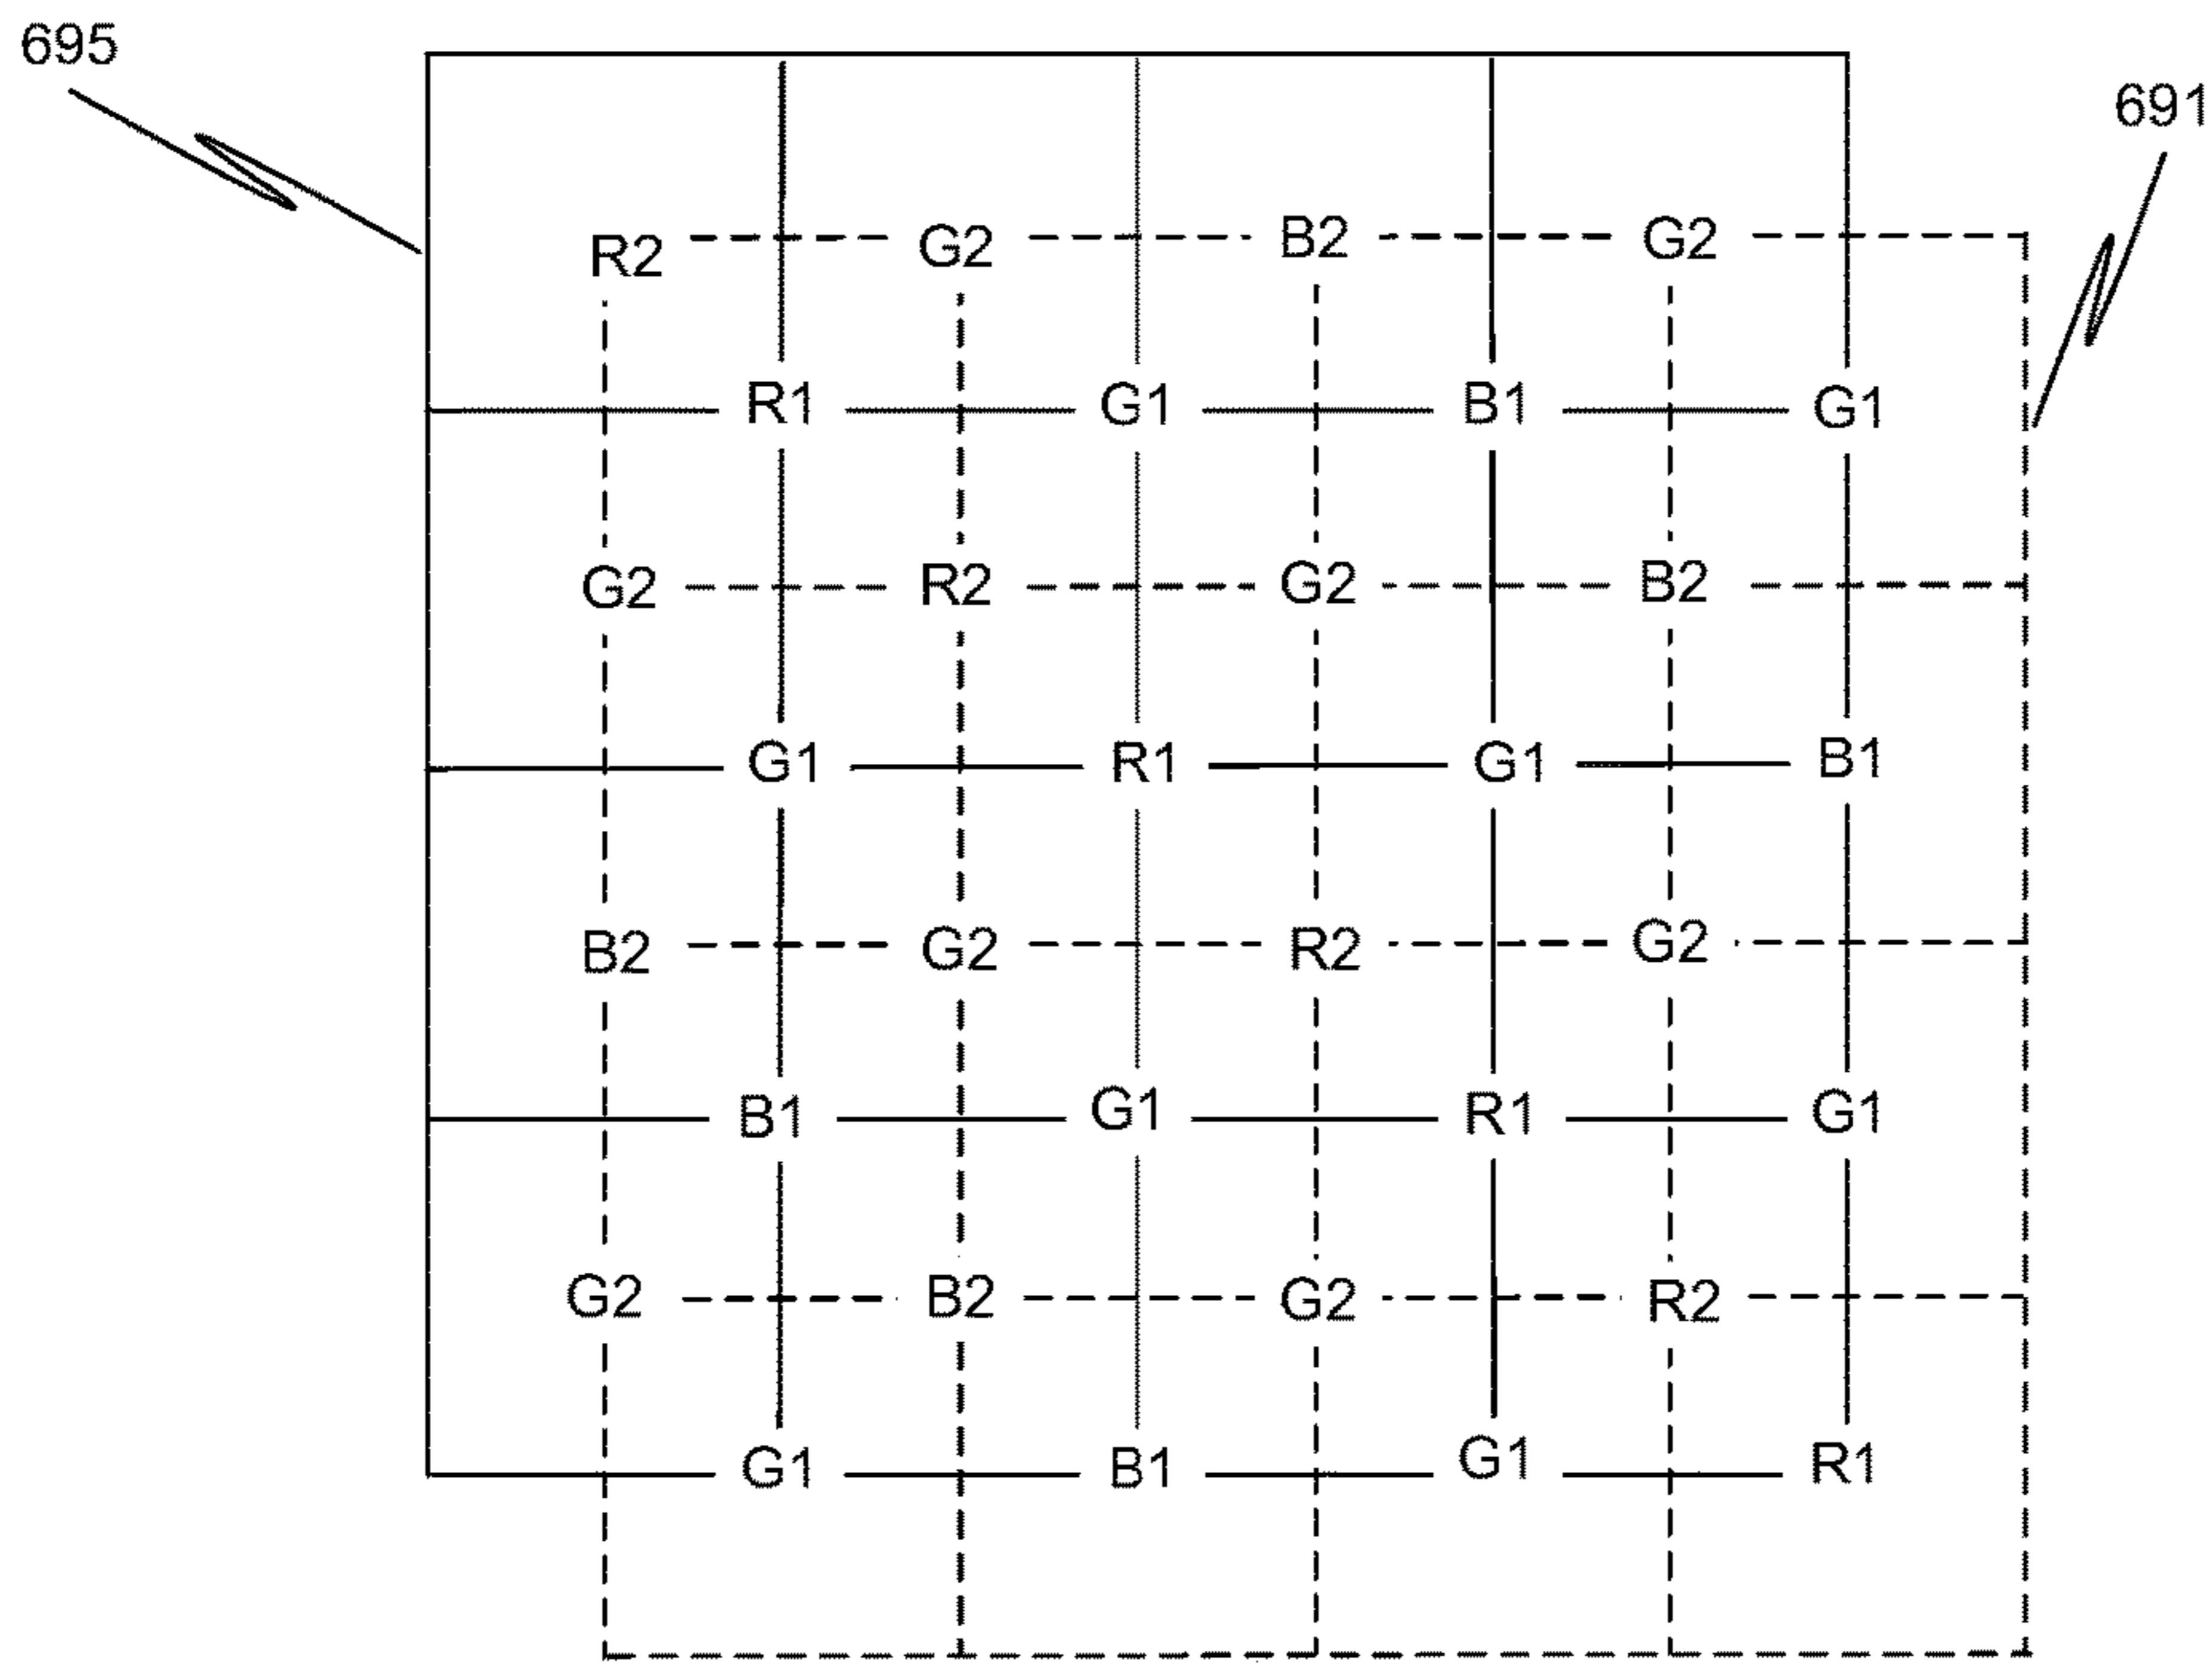 695
691
R2 G2 B2 G2
R1 G1 B1 G1
G2 R2 G2 B2
G1 R1 G1 B1
B2 G2 R2 G2
B1 G1 R1 G1
G2 B2 G2 R2
G1 B1 G1 R1